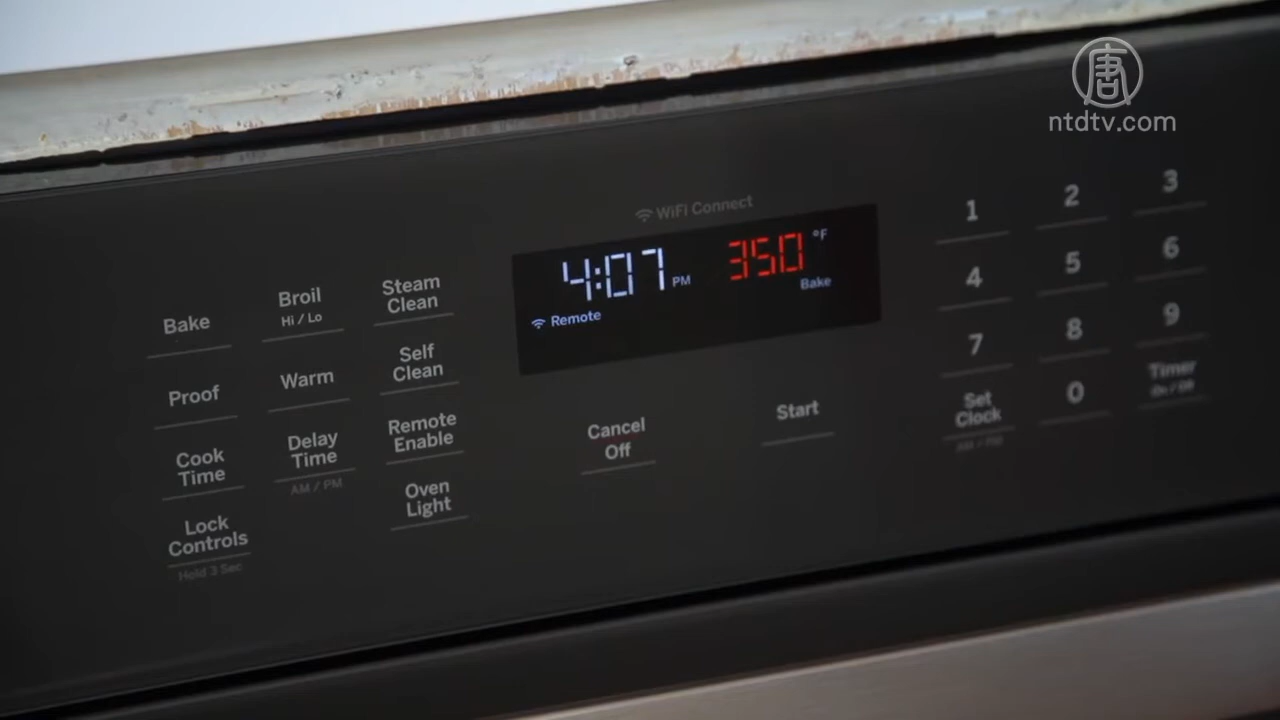 唐
ntdtv.com
WiFi Connect
4:07 PM
350 °F
Bake
Remote
Bake
Broil
Hi / Lo
Steam
Clean
Proof
Warm
Self
Clean
Cook
Time
Delay
Time
AM / PM
Remote
Enable
Lock
Controls
Hold 3 Sec
Oven
Light
Cancel
Off
Start
1 2 3
4 5 6
7 8 9
Set
Clock
AM / PM
0
Timer
On / Off